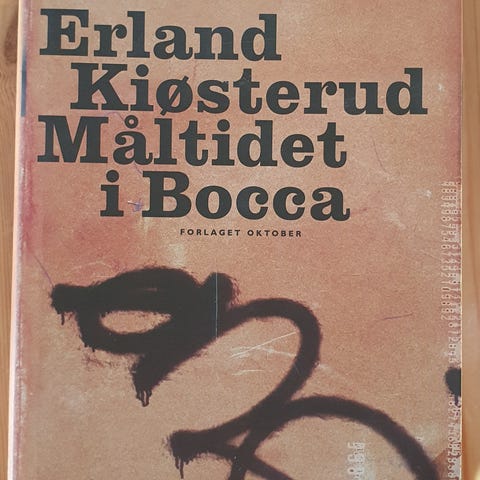 Erland
Kiøsterud
Måltidet
i Bocca
FORLAGET OKTOBER